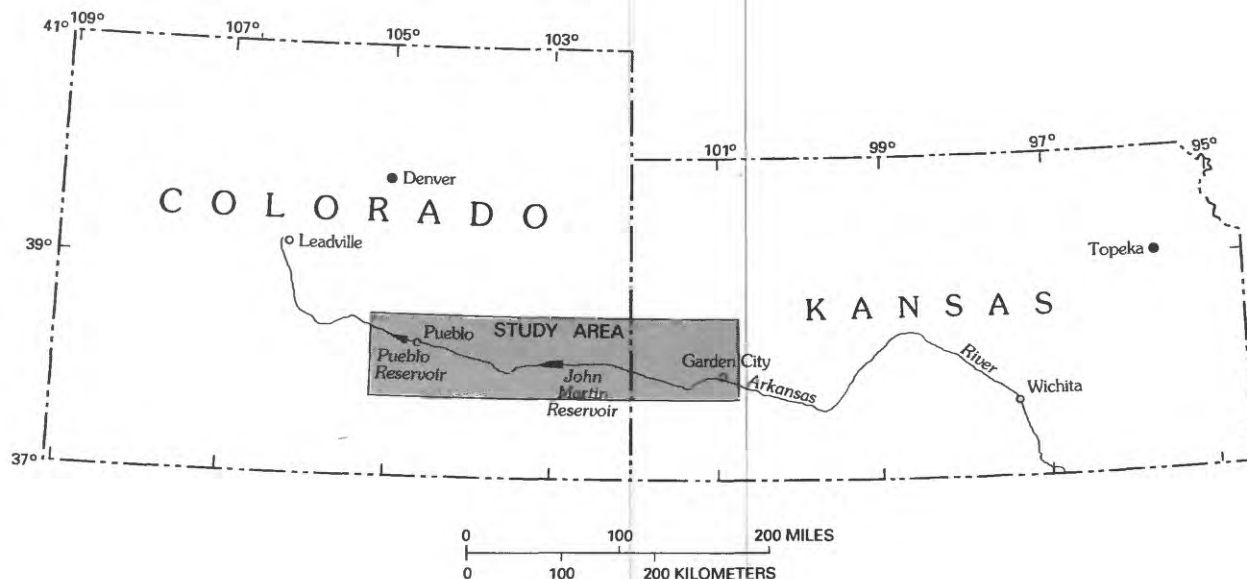 41° 109° 107° 105° 103°
101° 99° 97° 95°
Denver
COLORADO
39° Leadville
Topeka
KANSAS
STUDY AREA
Pueblo
Pueblo
Reservoir
John
Martin
Reservoir
Garden City
Arkansas
River
Wichita
37°
0 100 200 MILES
0 100 200 KILOMETERS